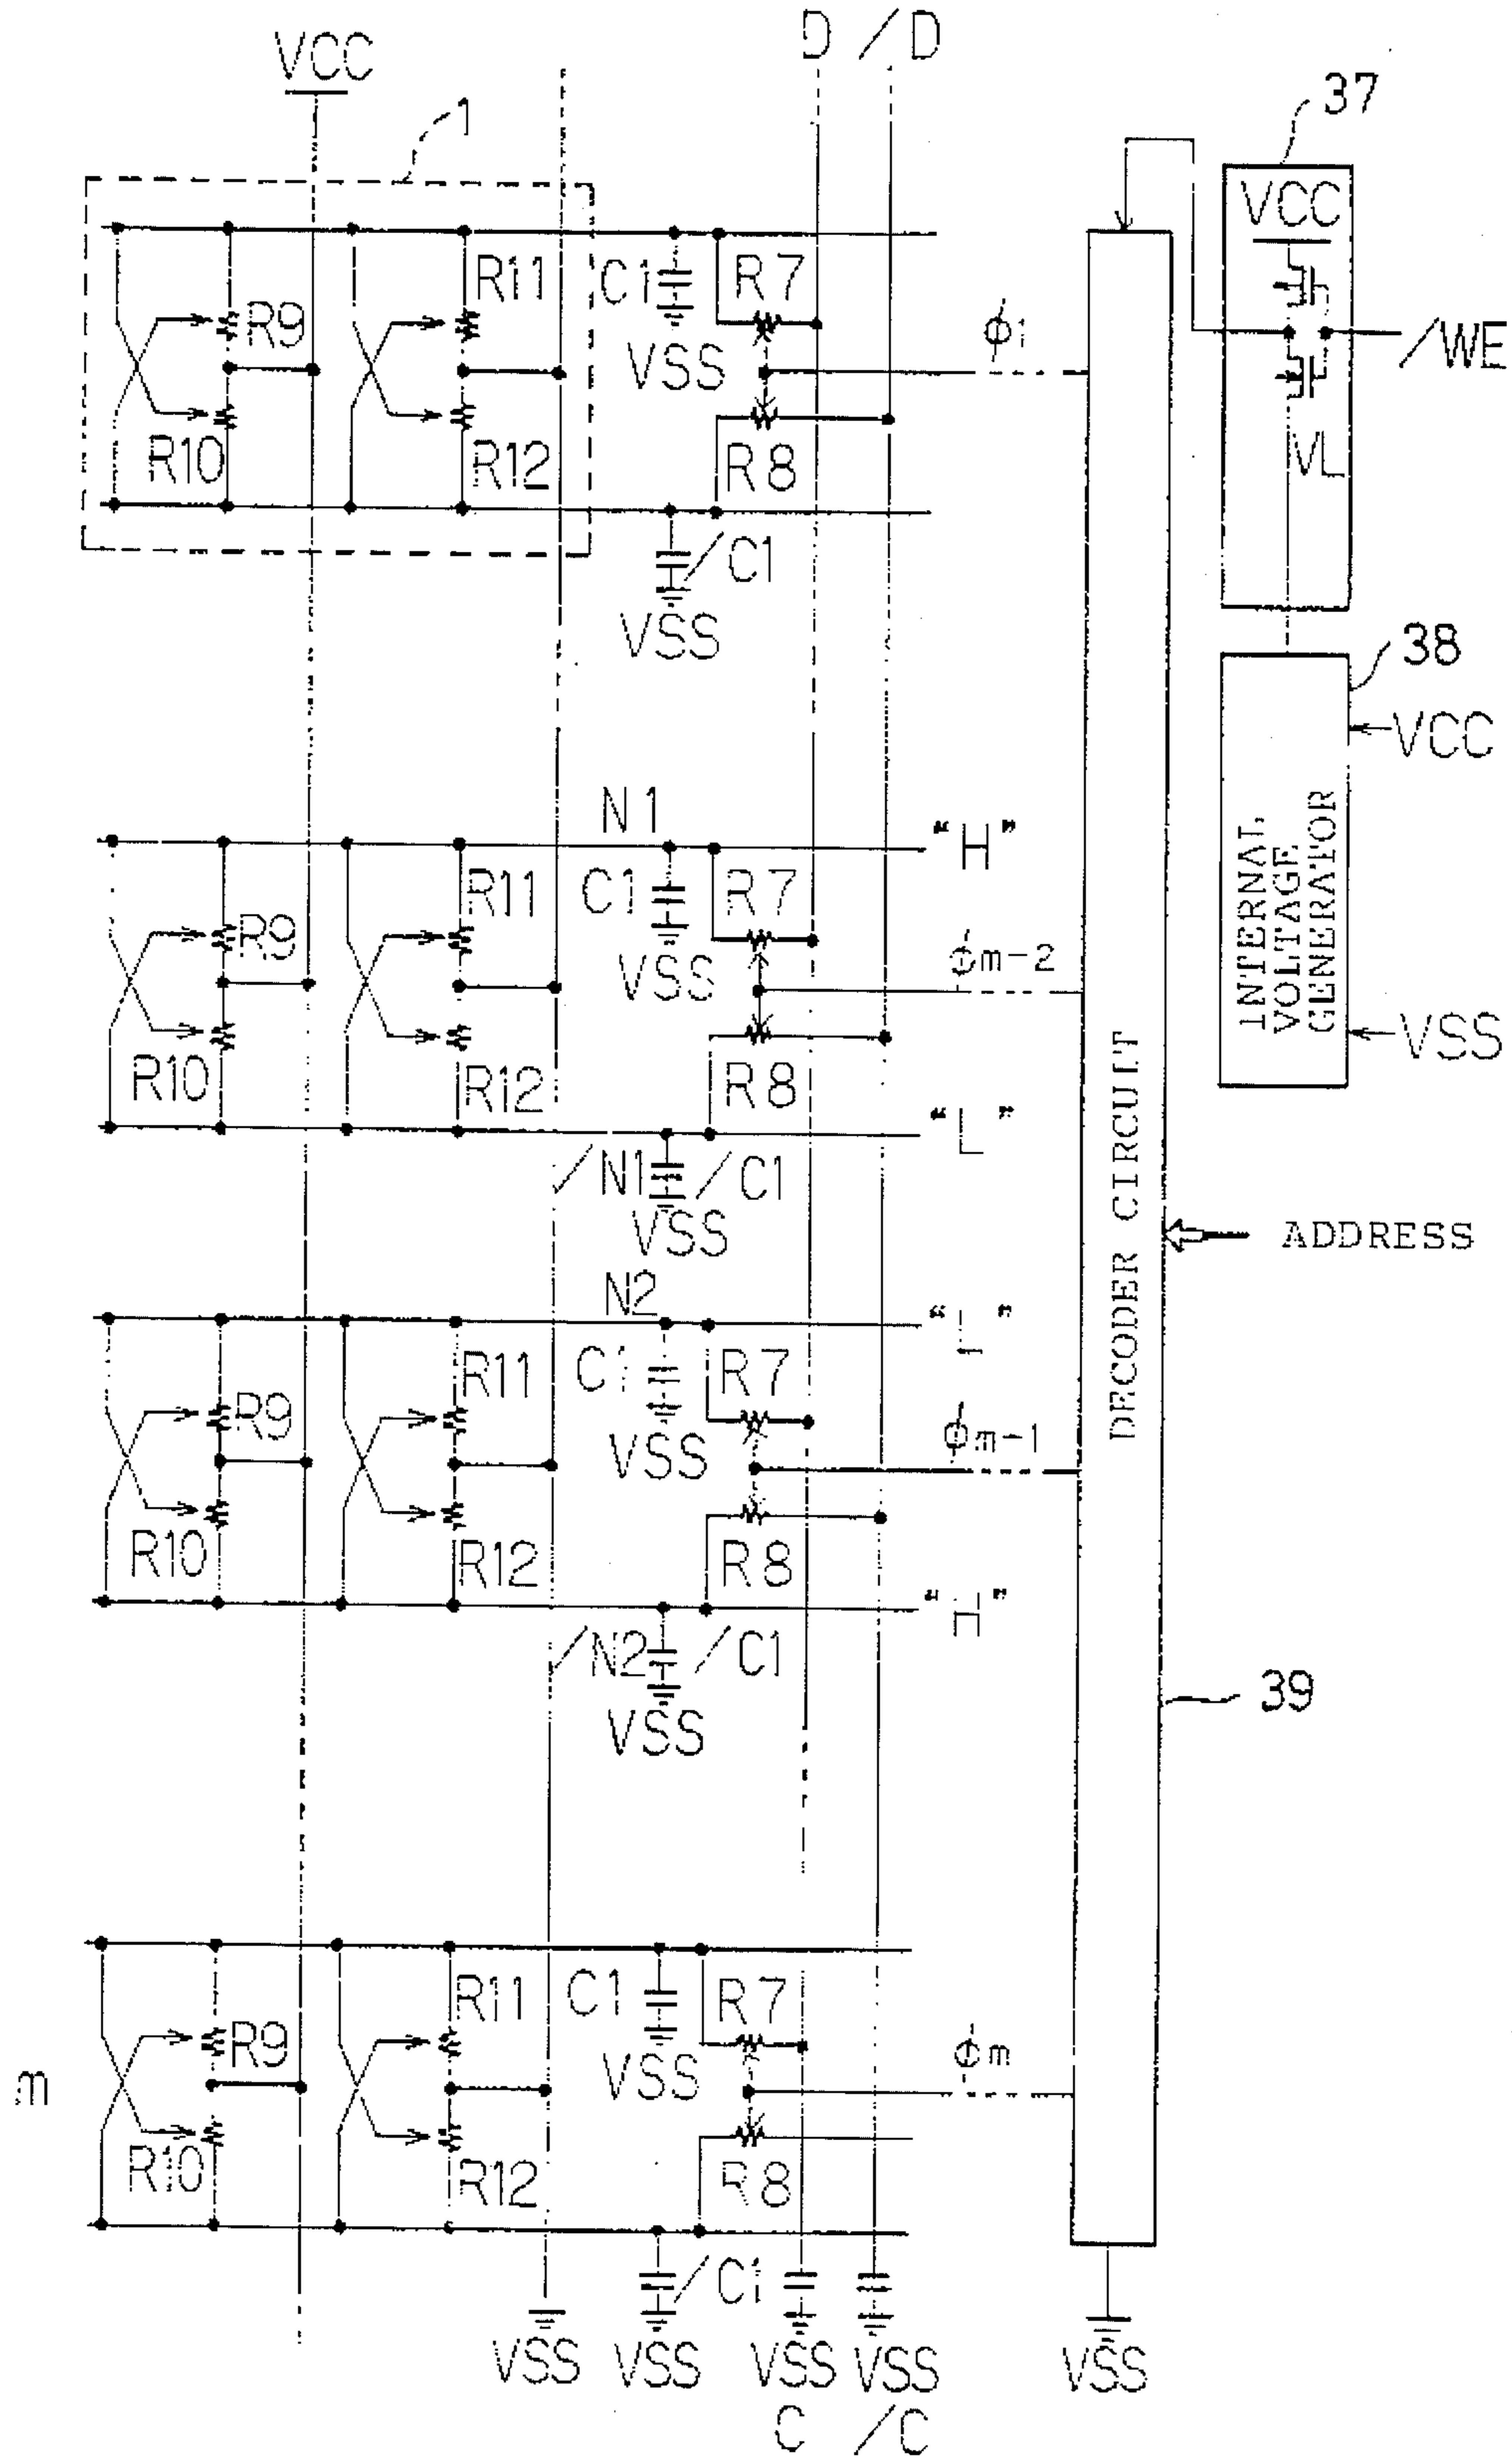 D /D
VCC
37
1
VCC
R11
C1
R7
R9
φ1
/WE
VSS
R10
R12
R8
VL
/C1
VSS
38
VCC
N1
"H"
R11
C1
R7
R9
VSS
φm-2
INTERNAL
VOLTAGE
GENERATOR
VSS
R10
R12
R8
"L"
/N1
/C1
VSS
DECODER CIRCUIT
ADDRESS
N2
"L"
R11
C1
R7
R9
VSS
φm-1
R10
R12
R8
"H"
/N2
/C1
39
VSS
R11
C1
R7
R9
VSS
φm
m
R10
R12
R8
/C1
VSS
VSS
VSS
VSS
VSS
C
/C